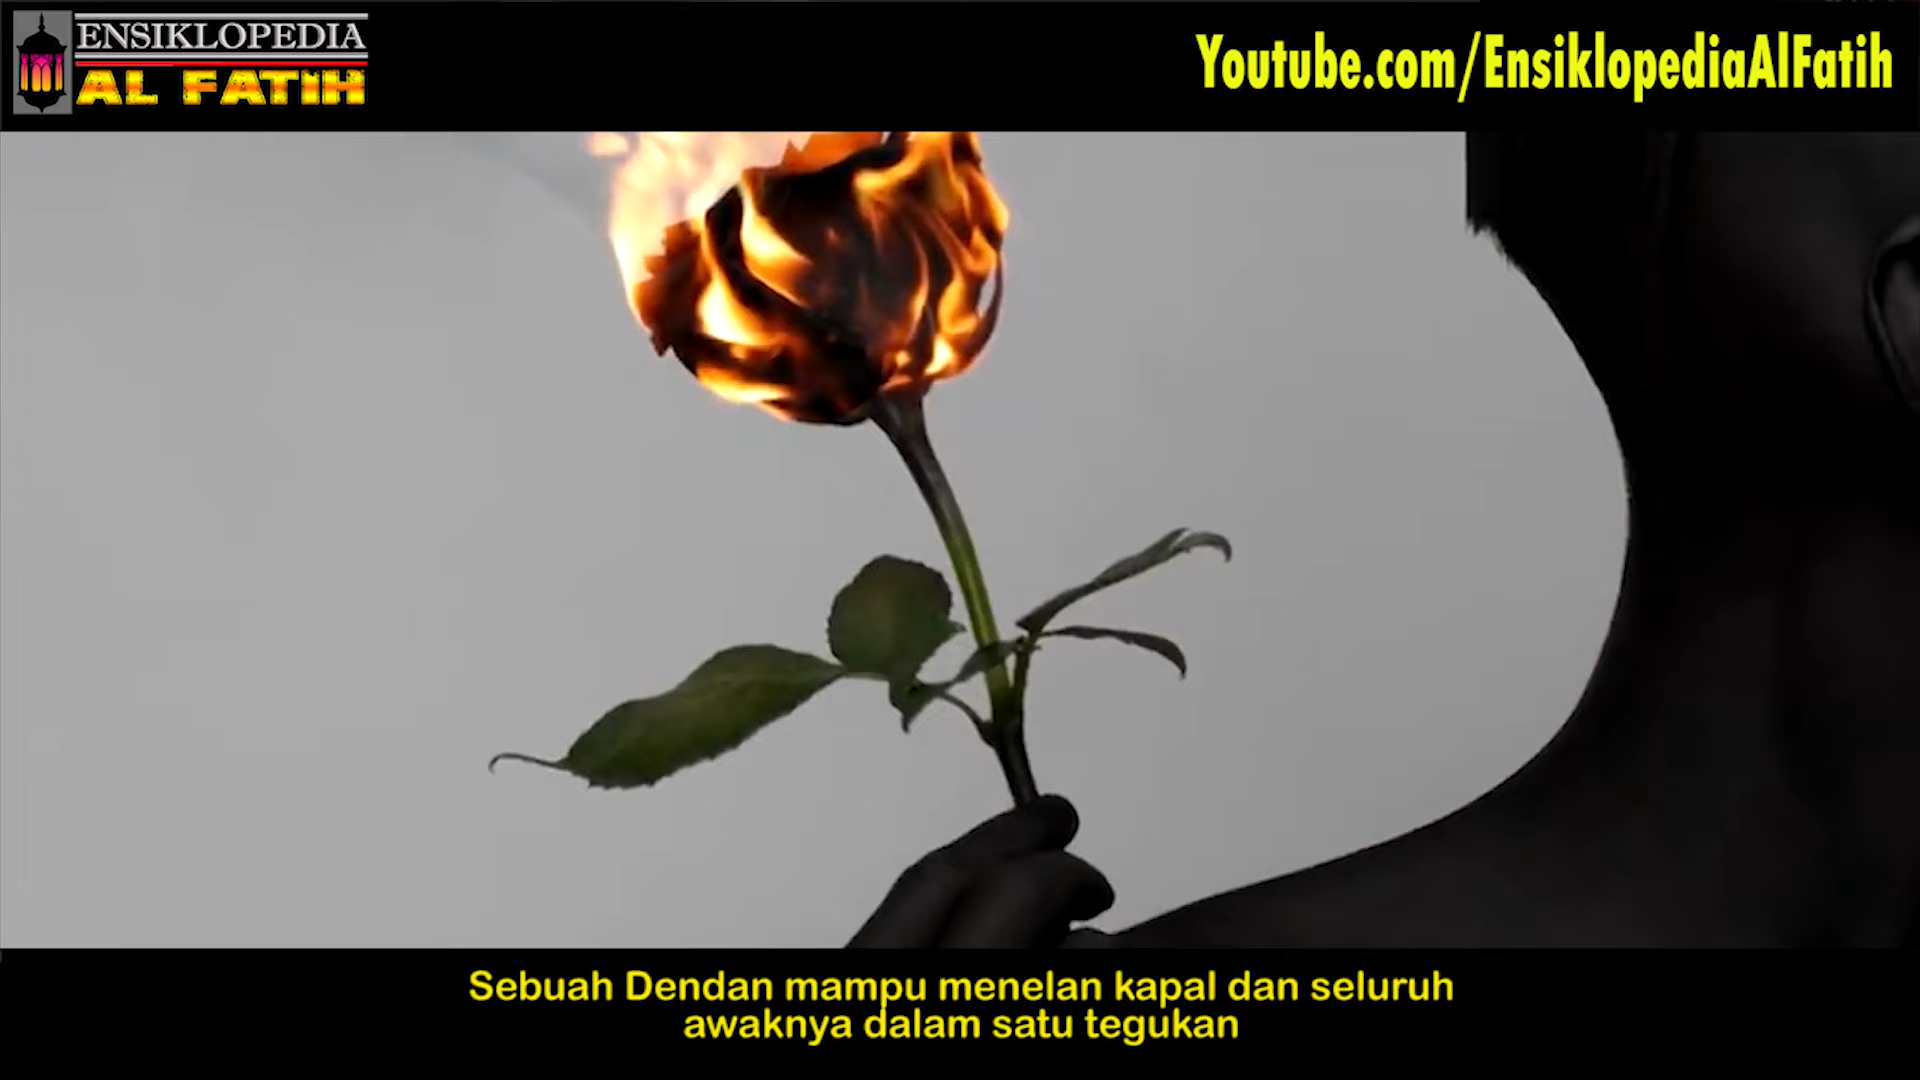 ENSIKLOPEDIA
AL FATIH
Youtube.com/EnsiklopediaAlFatih
Sebuah Dendan mampu menelan kapal dan seluruh
awaknya dalam satu tegukan